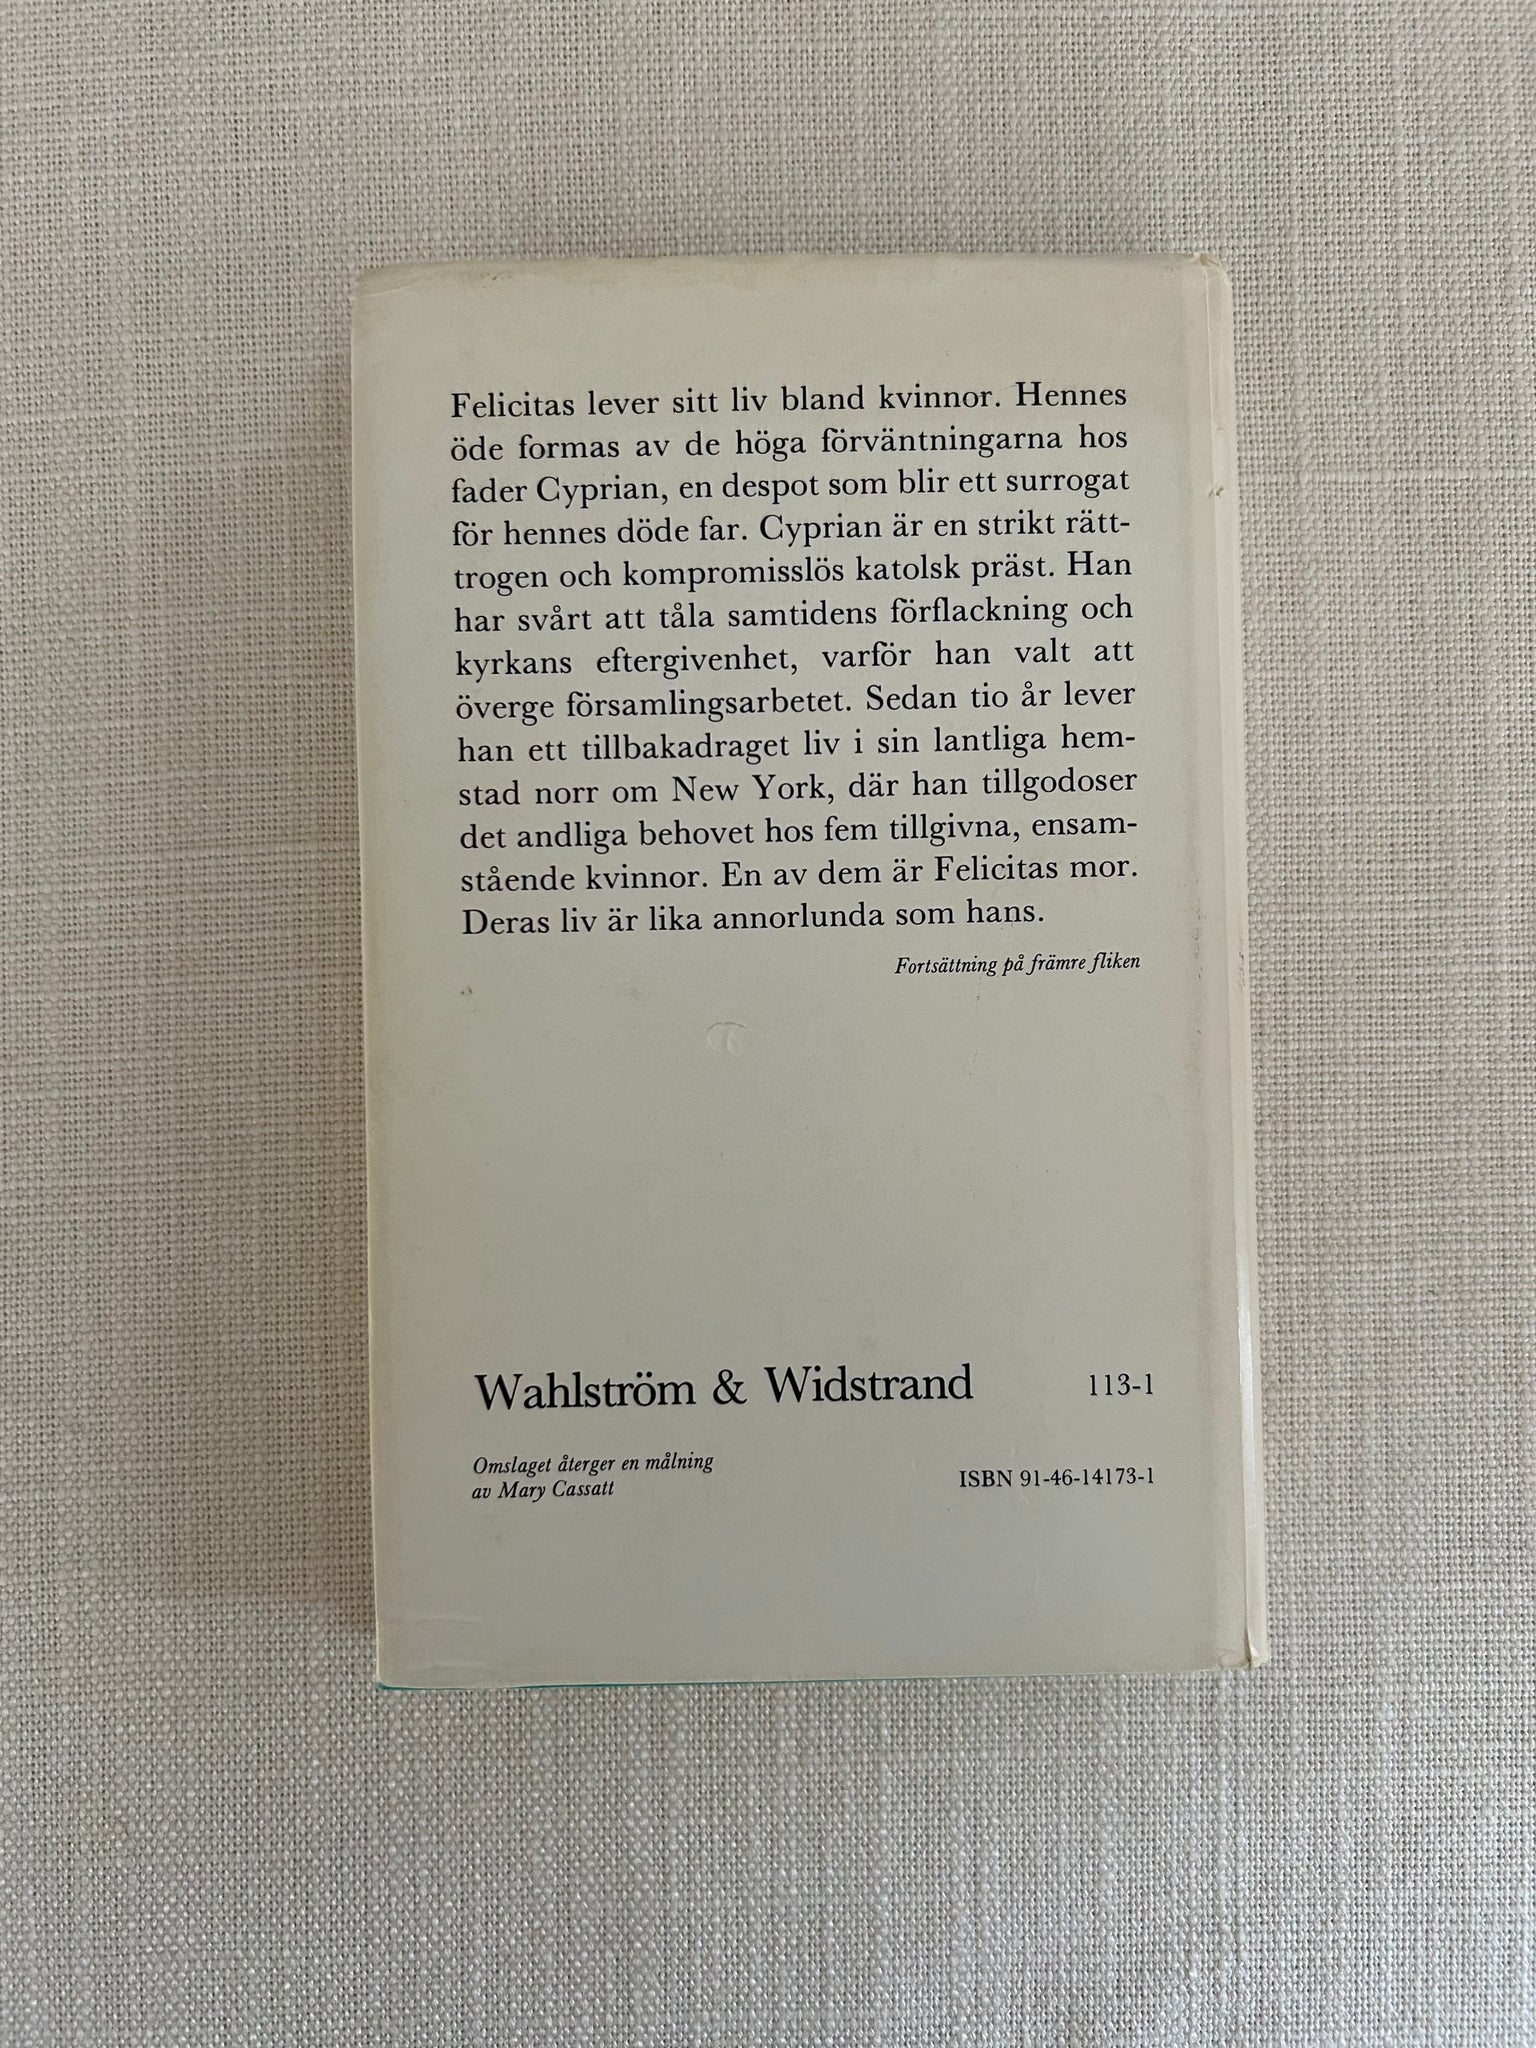 Felicitas lever sitt liv bland kvinnor. Hennes
öde formas av de höga förväntningarna hos
fader Cyprian, en despot som blir ett surrogat
för hennes döde far. Cyprian är en strikt rätt-
trogen och kompromisslös katolsk präst. Han
har svårt att tåla samtidens förflackning och
kyrkans eftergivenhet, varför han valt att
överge församlingsarbetet. Sedan tio år lever
han ett tillbakadraget liv i sin lantliga hem-
stad norr om New York, där han tillgodoser
det andliga behovet hos fem tillgivna, ensam-
stående kvinnor. En av dem är Felicitas mor.
Deras liv är lika annorlunda som hans.
Fortsättning på främre fliken
Wahlström & Widstrand 113-1
Omslaget återger en målning
av Mary Cassatt
ISBN 91-46-14173-1